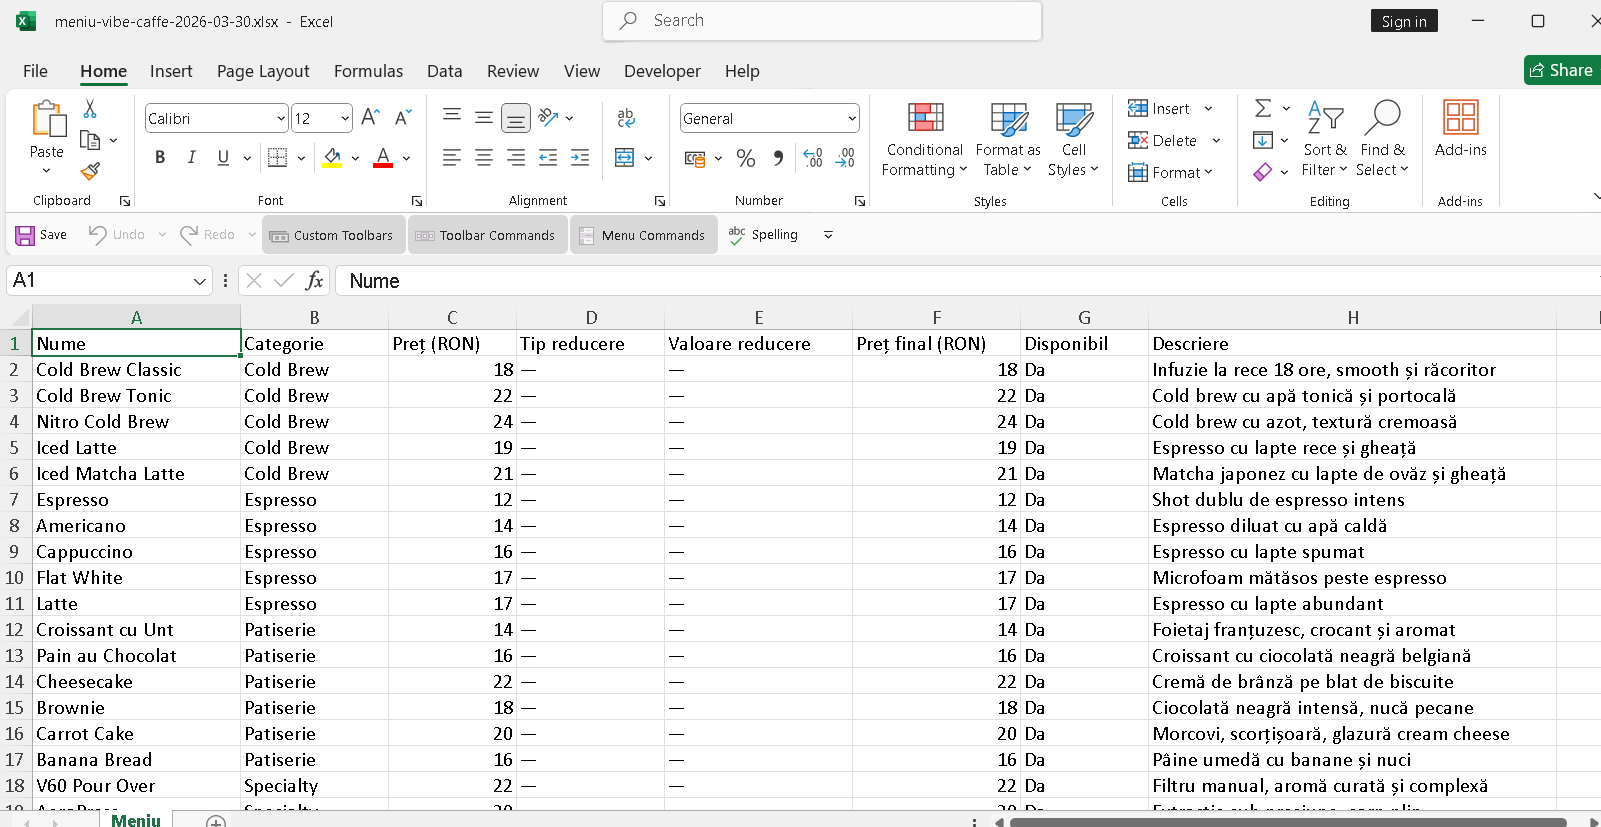 meniu-vibe-caffe-2026-03-30.xlsx - Excel
Search
Sign in
File Home Insert Page Layout Formulas Data Review View Developer Help
Share
Paste
Calibri 12
General
Conditional Formatting
Format as Table
Cell Styles
Insert
Delete
Format
Sort & Filter
Find & Select
Add-ins
Clipboard Font Alignment Number Styles Cells Editing Add-ins
Save Undo Redo Custom Toolbars Toolbar Commands Menu Commands Spelling
A1 fx Nume
A B C D E F G H
1 Nume Categorie Preț (RON) Tip reducere Valoare reducere Preț final (RON) Disponibil Descriere
2 Cold Brew Classic Cold Brew 18 — — 18 Da Infuzie la rece 18 ore, smooth și răcoritor
3 Cold Brew Tonic Cold Brew 22 — — 22 Da Cold brew cu apă tonică și portocală
4 Nitro Cold Brew Cold Brew 24 — — 24 Da Cold brew cu azot, textură cremoasă
5 Iced Latte Cold Brew 19 — — 19 Da Espresso cu lapte rece și gheață
6 Iced Matcha Latte Cold Brew 21 — — 21 Da Matcha japonez cu lapte de ovăz și gheață
7 Espresso Espresso 12 — — 12 Da Shot dublu de espresso intens
8 Americano Espresso 14 — — 14 Da Espresso diluat cu apă caldă
9 Cappuccino Espresso 16 — — 16 Da Espresso cu lapte spumat
10 Flat White Espresso 17 — — 17 Da Microfoam mătăsos peste espresso
11 Latte Espresso 17 — — 17 Da Espresso cu lapte abundant
12 Croissant cu Unt Patiserie 14 — — 14 Da Foietaj franțuzesc, crocant și aromat
13 Pain au Chocolat Patiserie 16 — — 16 Da Croissant cu ciocolată neagră belgiană
14 Cheesecake Patiserie 22 — — 22 Da Cremă de brânză pe blat de biscuite
15 Brownie Patiserie 18 — — 18 Da Ciocolată neagră intensă, nucă pecane
16 Carrot Cake Patiserie 20 — — 20 Da Morcovi, scorțișoară, glazură cream cheese
17 Banana Bread Patiserie 16 — — 16 Da Pâine umedă cu banane și nuci
18 V60 Pour Over Specialty 22 — — 22 Da Filtru manual, aromă curată și complexă
Meniu